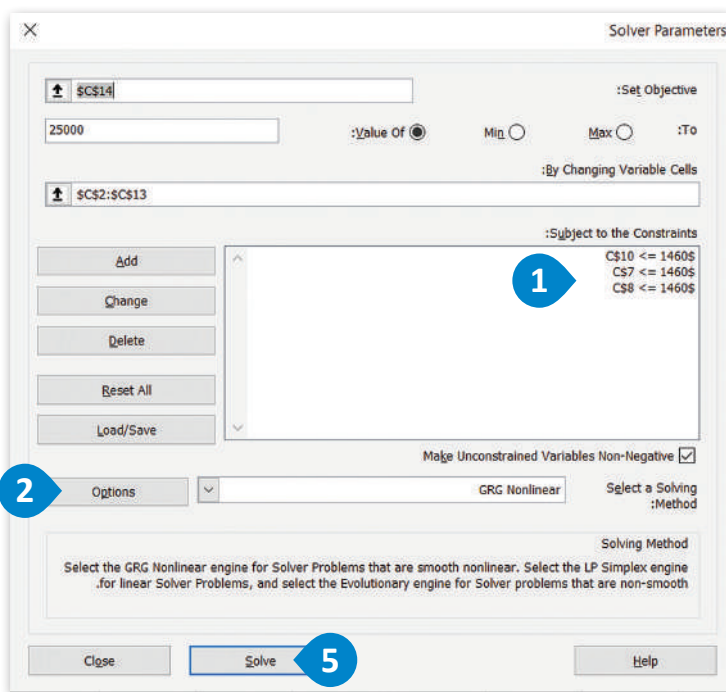 Solver Parameters
:Set Objective
$C$14
:To
Max
Min
:Value Of
25000
:By Changing Variable Cells
$C$2:$C$13
:Subject to the Constraints
C$10 <= 1460$
C$7 <= 1460$
C$8 <= 1460$
1
Add
Change
Delete
Reset All
Load/Save
Make Unconstrained Variables Non-Negative
Select a Solving
:Method
GRG Nonlinear
Options
2
Solving Method
Select the GRG Nonlinear engine for Solver Problems that are smooth nonlinear. Select the LP Simplex engine
.for linear Solver Problems, and select the Evolutionary engine for Solver problems that are non-smooth
Help
5
Solve
Close